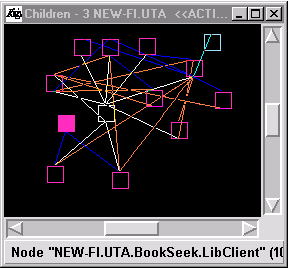 Children - 3 NEW-FI.UTA <<ACTI...
Node "NEW-FI.UTA.BookSeek.LibClient" (10